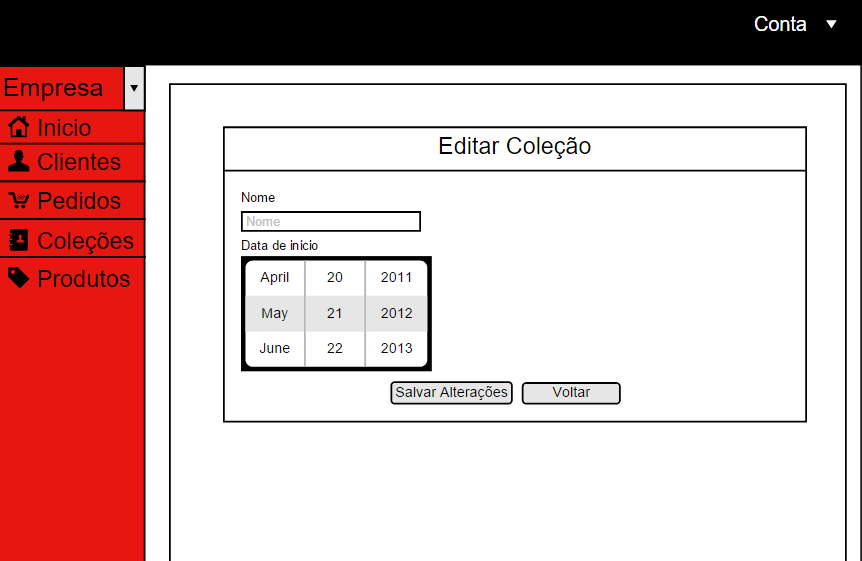 Conta
Empresa
Inicio
Clientes
Pedidos
Coleções
Produtos
Editar Coleção
Nome
Nome
Data de inicio
April 20 2011
May 21 2012
June 22 2013
Salvar Alterações Voltar